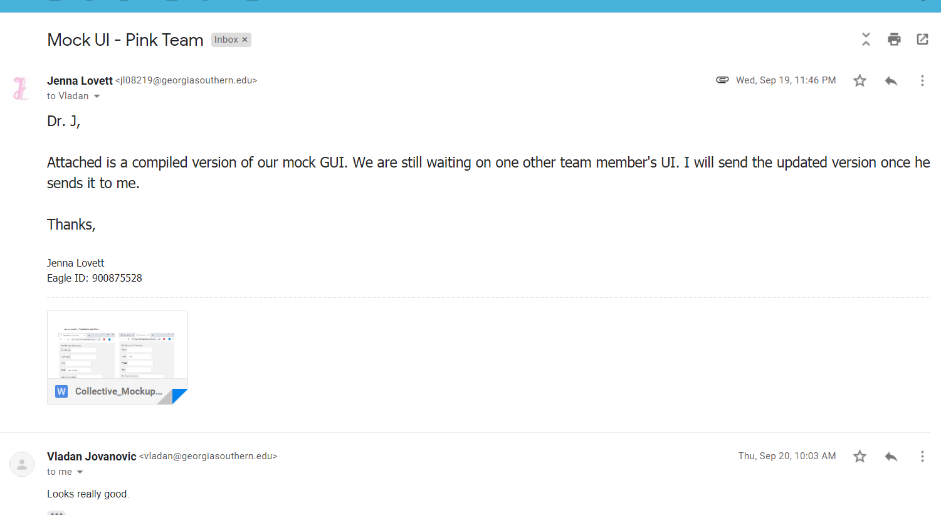 Mock UI - Pink Team Inbox ×
Jenna Lovett <jl08219@georgiasouthern.edu> Wed, Sep 19, 11:46 PM
to Vladan
Dr. J,
Attached is a compiled version of our mock GUI. We are still waiting on one other team member's UI. I will send the updated version once he
sends it to me.
Thanks,
Jenna Lovett
Eagle ID: 900875528
W Collective_Mockup...
Vladan Jovanovic <vladan@georgiasouthern.edu> Thu, Sep 20, 10:03 AM
to me
Looks really good.